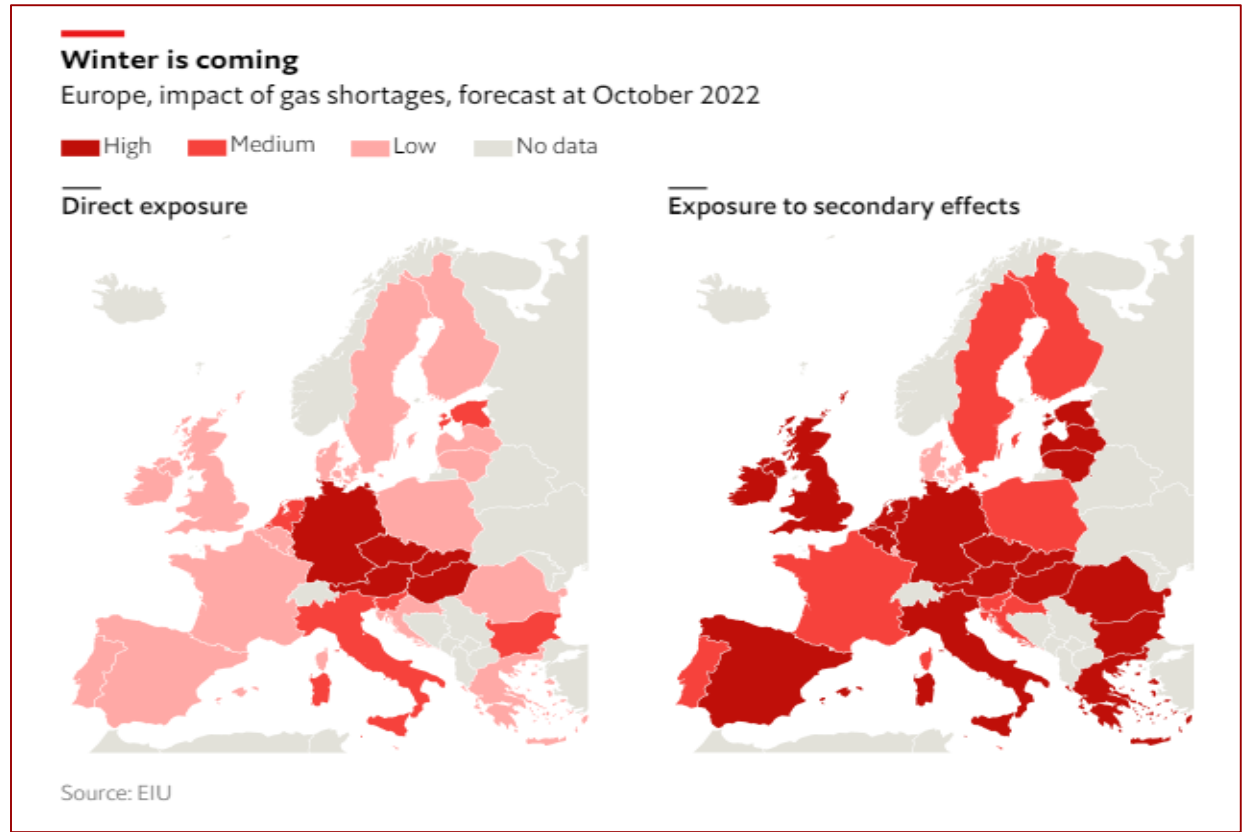 Winter is coming
Europe, impact of gas shortages, forecast at October 2022
High Medium Low No data
Direct exposure
Exposure to secondary effects
Source: EIU